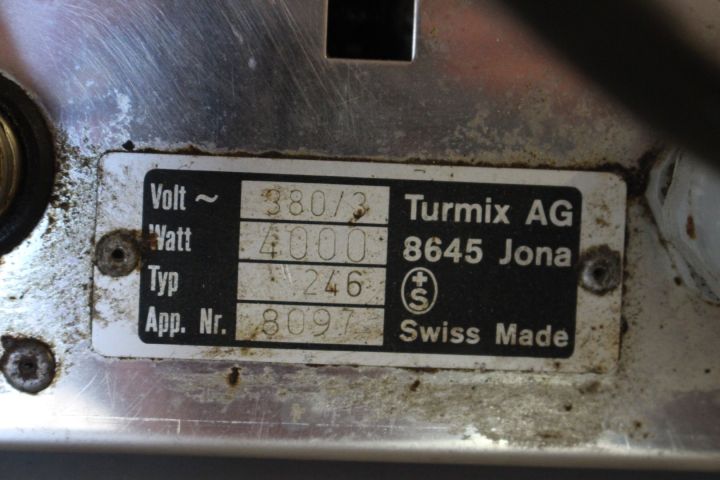 Volt ~ 380/3 Turmix AG
Watt 4000 8645 Jona
Typ 246 +S
App. Nr. 8097 Swiss Made